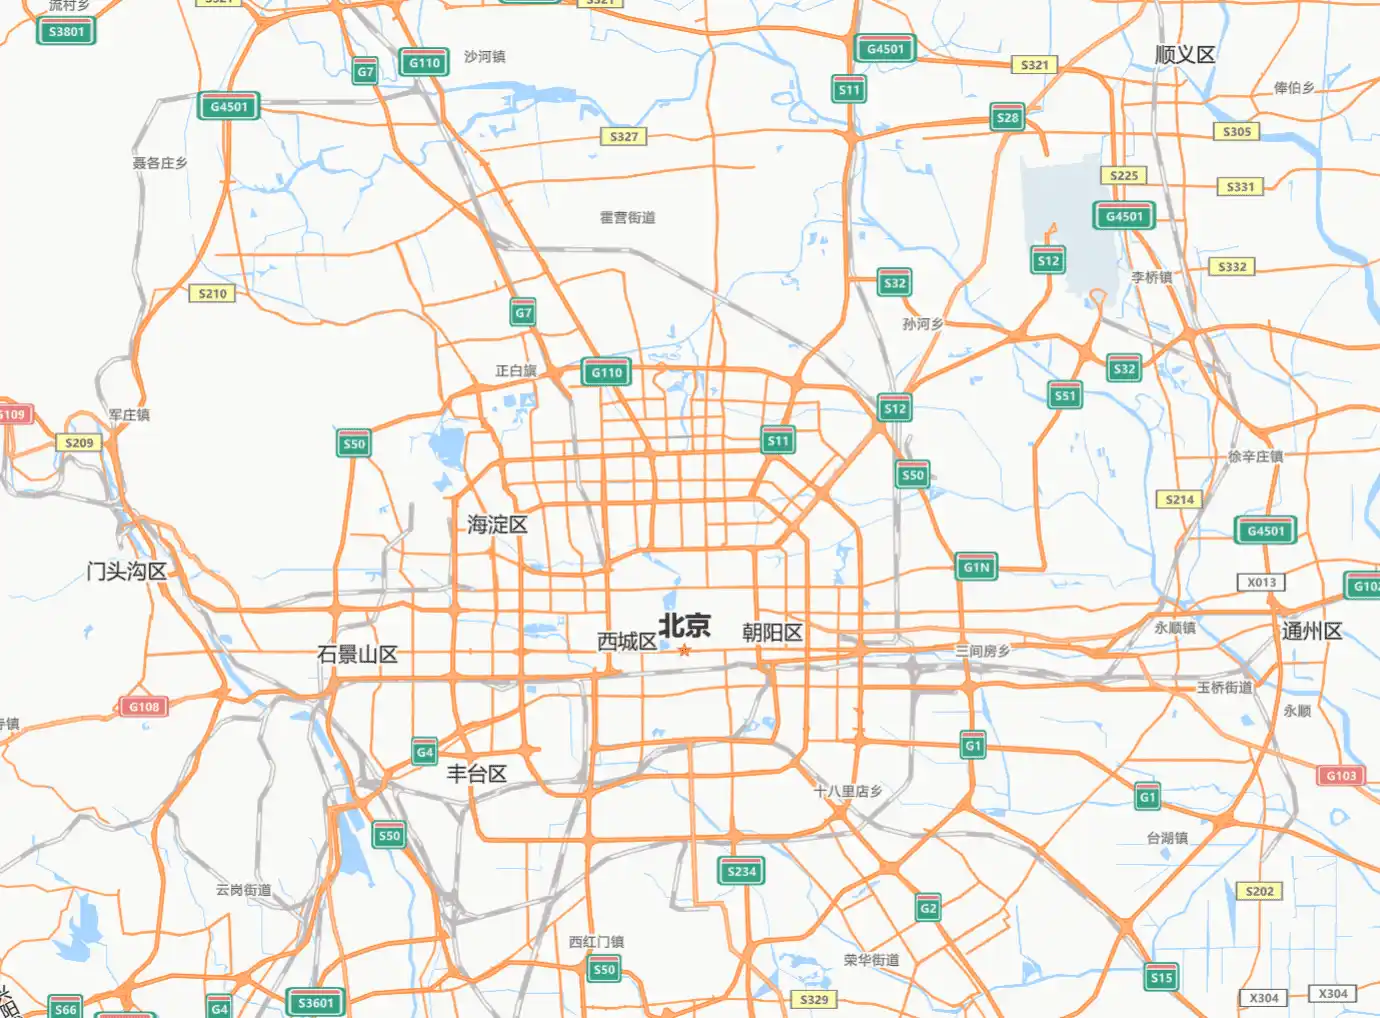 流村乡
S321
S321
S3801
G7
G110
沙河镇
G4501
S321
顺义区
S11
俸伯乡
G4501
S28
S327
S305
聂各庄乡
S225
S331
G4501
霍营街道
S12
S332
李桥镇
S32
S210
G7
孙河乡
正白旗
G110
S32
S51
S12
G109
军庄镇
S209
S50
S11
徐辛庄镇
S50
S214
海淀区
G4501
门头沟区
G1N
X013
G102
北京
永顺镇
通州区
西城区
朝阳区
石景山区
三间房乡
玉桥街道
G108
永顺
寺镇
G4
G1
丰台区
G103
十八里店乡
G1
S50
台湖镇
S234
云岗街道
S202
G2
西红门镇
荣华街道
S50
S15
S66
G4
S3601
S329
X304
X304